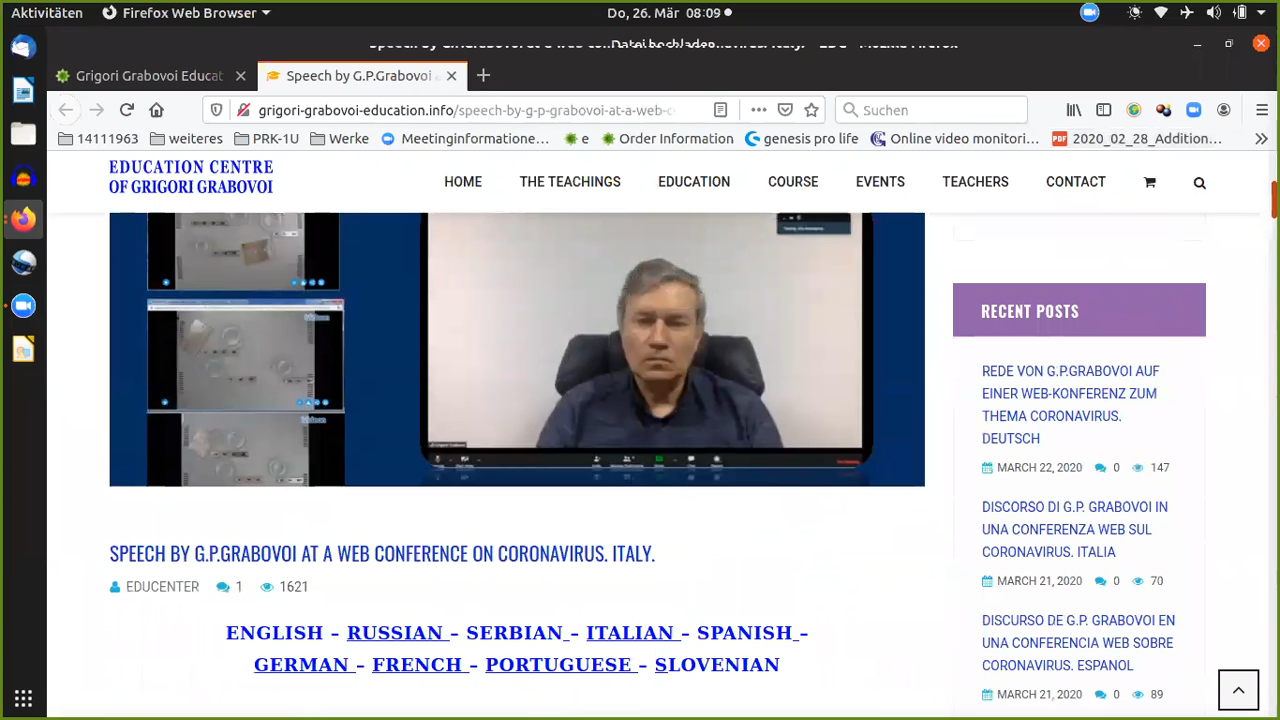 Aktivitäten
Firefox Web Browser
Do, 26. Mär 08:09
Datei hochladen
Grigori Grabovoi Educat
Speech by G.P.Grabovoi
grigori-grabovoi-education.info/speech-by-g-p-grabovoi-at-a-web-c
Suchen
14111963
weiteres
PRK-1U
Werke
Meetinginformatione...
e
Order Information
genesis pro life
Online video monitori...
PDF
2020_02_28_Addition...
EDUCATION CENTRE
OF GRIGORI GRABOVOI
HOME
THE TEACHINGS
EDUCATION
COURSE
EVENTS
TEACHERS
CONTACT
SPEECH BY G.P.GRABOVOI AT A WEB CONFERENCE ON CORONAVIRUS. ITALY.
EDUCENTER
1
1621
ENGLISH – RUSSIAN – SERBIAN – ITALIAN – SPANISH –
GERMAN – FRENCH – PORTUGUESE – SLOVENIAN
RECENT POSTS
REDE VON G.P.GRABOVOI AUF
EINER WEB-KONFERENZ ZUM
THEMA CORONAVIRUS.
DEUTSCH
MARCH 22, 2020 0 147
DISCORSO DI G.P. GRABOVOI IN
UNA CONFERENZA WEB SUL
CORONAVIRUS. ITALIA
MARCH 21, 2020 0 70
DISCURSO DE G.P. GRABOVOI EN
UNA CONFERENCIA WEB SOBRE
CORONAVIRUS. ESPANOL
MARCH 21, 2020 0 89